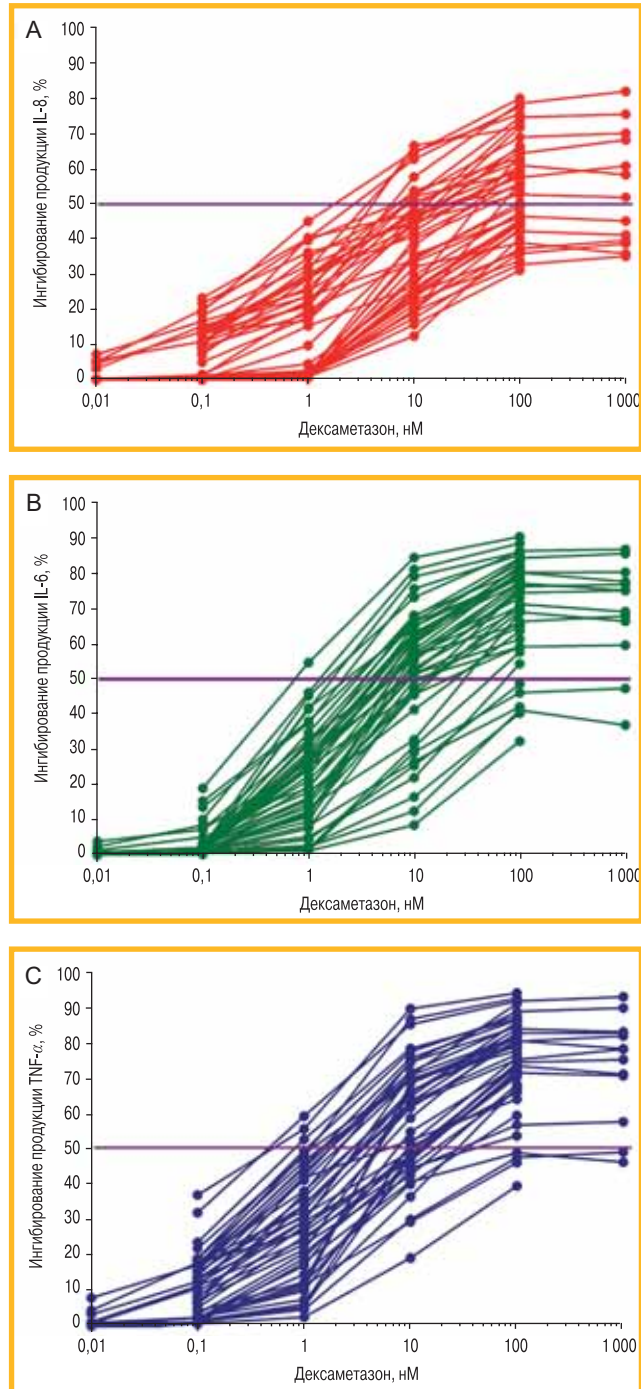 A
Ингибирование продукции IL-8, %
100
90
80
70
60
50
40
30
20
10
0
0,01 0,1 1 10 100 1 000
Дексаметазон, нМ
B
Ингибирование продукции IL-6, %
100
90
80
70
60
50
40
30
20
10
0
0,01 0,1 1 10 100 1 000
Дексаметазон, нМ
C
Ингибирование продукции TNF-α, %
100
90
80
70
60
50
40
30
20
10
0
0,01 0,1 1 10 100 1 000
Дексаметазон, нМ